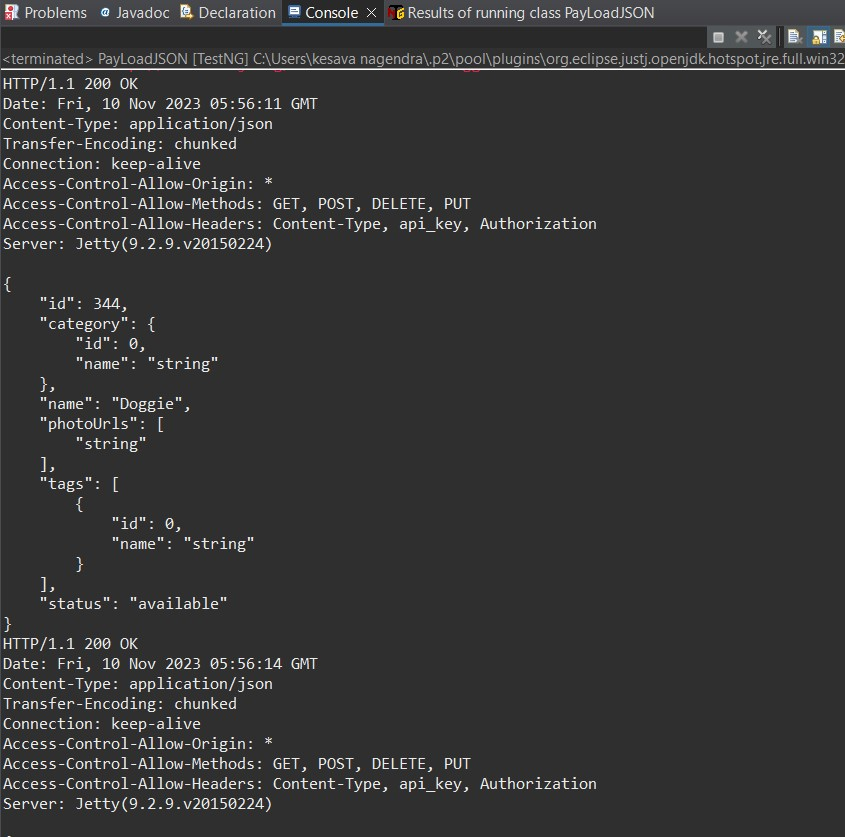 Problems @ Javadoc Declaration Console Results of running class PayLoadJSON
<terminated> PayLoadJSON [TestNG] C:\Users\kesava nagendra\.p2\pool\plugins\org.eclipse.justj.openjdk.hotspot.jre.full.win32
HTTP/1.1 200 OK
Date: Fri, 10 Nov 2023 05:56:11 GMT
Content-Type: application/json
Transfer-Encoding: chunked
Connection: keep-alive
Access-Control-Allow-Origin: *
Access-Control-Allow-Methods: GET, POST, DELETE, PUT
Access-Control-Allow-Headers: Content-Type, api_key, Authorization
Server: Jetty(9.2.9.v20150224)
{
    "id": 344,
    "category": {
        "id": 0,
        "name": "string"
    },
    "name": "Doggie",
    "photoUrls": [
        "string"
    ],
    "tags": [
        {
            "id": 0,
            "name": "string"
        }
    ],
    "status": "available"
}
HTTP/1.1 200 OK
Date: Fri, 10 Nov 2023 05:56:14 GMT
Content-Type: application/json
Transfer-Encoding: chunked
Connection: keep-alive
Access-Control-Allow-Origin: *
Access-Control-Allow-Methods: GET, POST, DELETE, PUT
Access-Control-Allow-Headers: Content-Type, api_key, Authorization
Server: Jetty(9.2.9.v20150224)